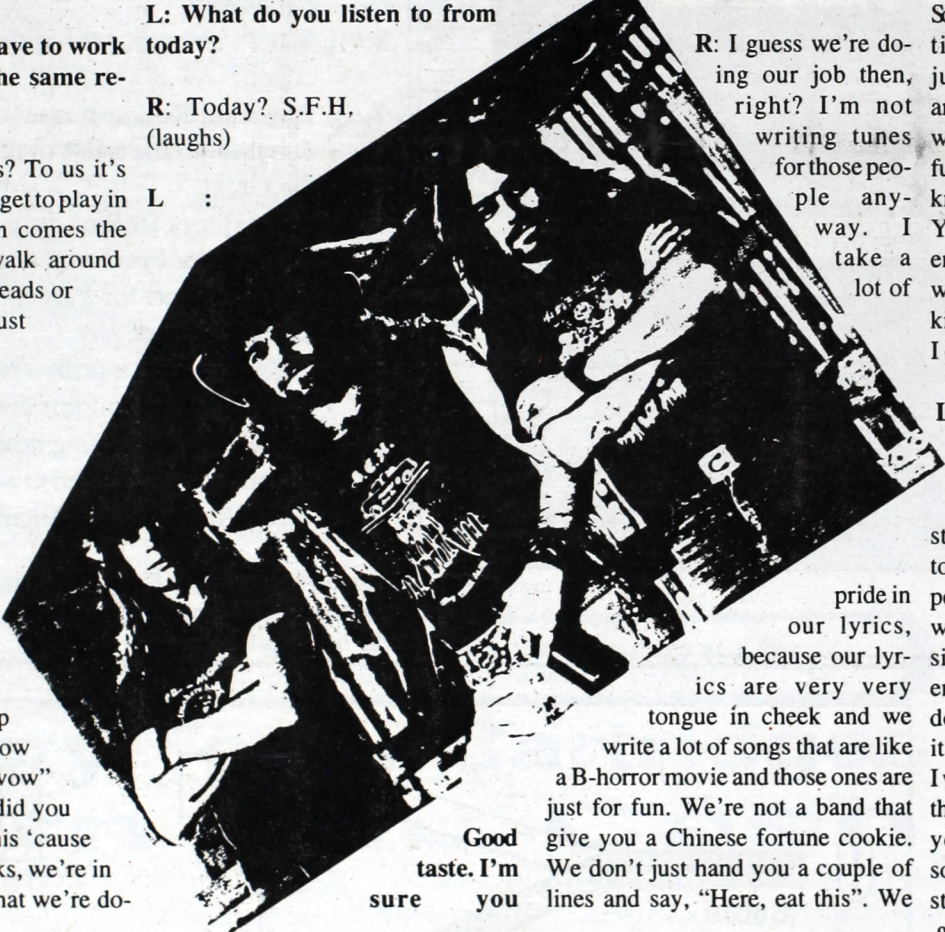 ave to work
he same re-
s? To us it's
get to play in
n comes the
valk around
eads or
ust
p
ow
vow”
did you
his ‘cause
ks, we're in
hat we're do-
L: What do you listen to from
today?
R: Today? S.F.H.
(laughs)
L :
Good
taste. I'm
sure you
R: I guess we're do-
ing our job then,
right? I'm not
writing tunes
for those peo-
ple any-
way. I
take a
lot of
pride in
our lyrics,
because our lyr-
ics are very very
tongue in cheek and we
write a lot of songs that are like
a B-horror movie and those ones are
just for fun. We're not a band that
give you a Chinese fortune cookie.
We don't just hand you a couple of
lines and say, “Here, eat this”. We